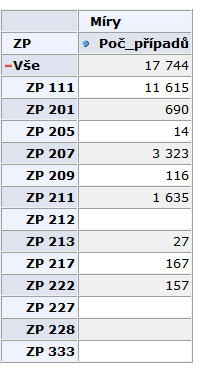 Míry
ZP Poč_případů
Vše 17 744
ZP 111 11 615
ZP 201 690
ZP 205 14
ZP 207 3 323
ZP 209 116
ZP 211 1 635
ZP 212
ZP 213 27
ZP 217 167
ZP 222 157
ZP 227
ZP 228
ZP 333